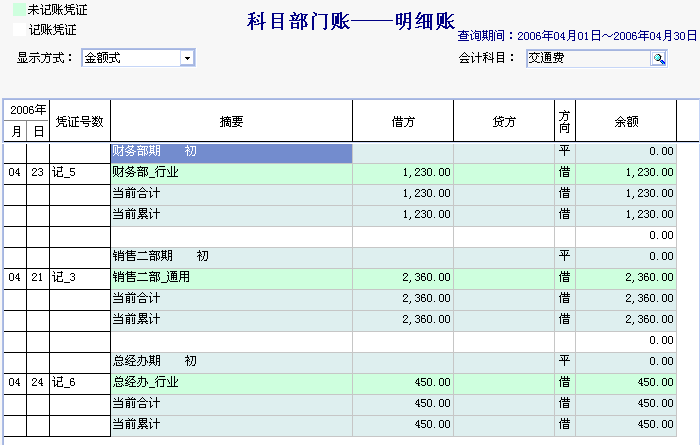 未记账凭证
记账凭证
科目部门账——明细账
查询期间：2006年04月01日～2006年04月30日
显示方式： 金额式
会计科目： 交通费
2006年 凭证号数 摘要 借方 贷方 方向 余额
月 日
财务部期 初 平 0.00
04 23 记_5 财务部_行业 1,230.00 借 1,230.00
当前合计 1,230.00 借 1,230.00
当前累计 1,230.00 借 1,230.00
0.00
销售二部期 初 平 0.00
04 21 记_3 销售二部_通用 2,360.00 借 2,360.00
当前合计 2,360.00 借 2,360.00
当前累计 2,360.00 借 2,360.00
0.00
总经办期 初 平 0.00
04 24 记_6 总经办_行业 450.00 借 450.00
当前合计 450.00 借 450.00
当前累计 450.00 借 450.00